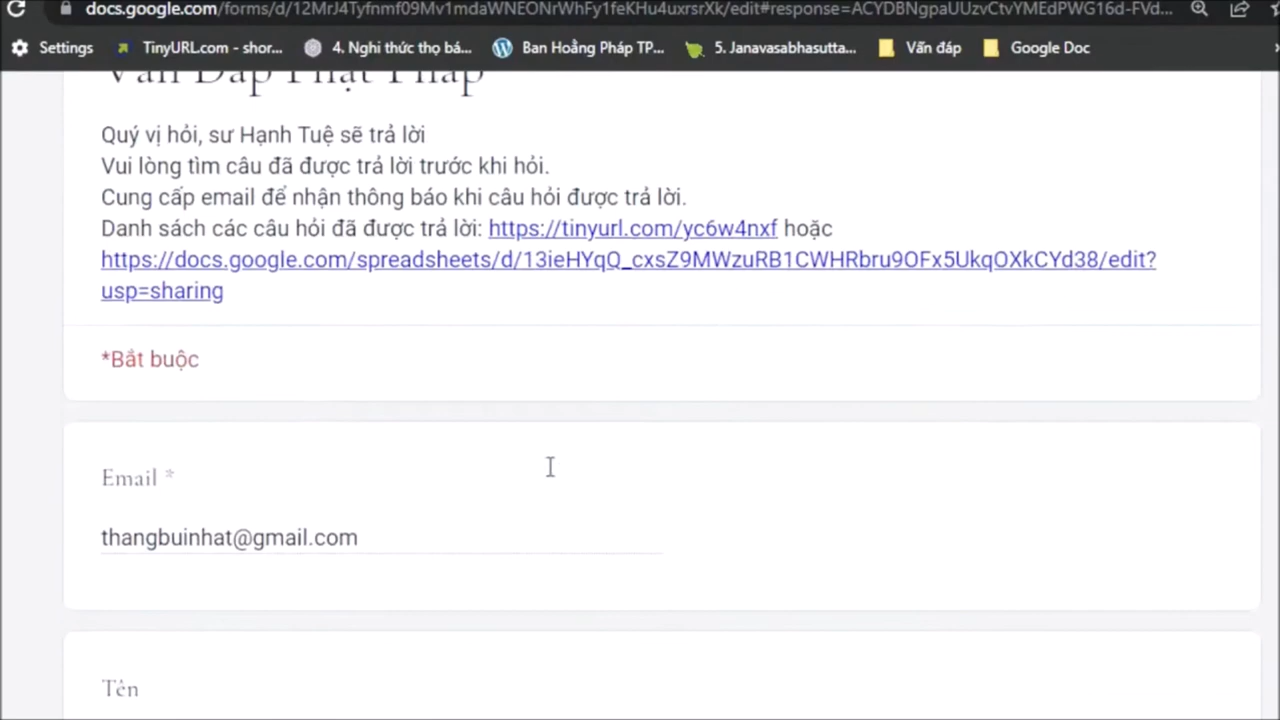 docs.google.com/forms/d/12MrJ4Tyfnmf09Mv1mdaWNEONrWhFy1feKHu4uxrsrXk/edit#response=ACYDBNgpaUUzvCtvYMEdPWG16d-FVd...
Settings TinyURL.com - shor... 4. Nghi thức thọ bá... Ban Hoằng Pháp TP... 5. Janavasabhasutta... Vấn đáp Google Doc
Vấn Đáp Phật Pháp
Quý vị hỏi, sư Hạnh Tuệ sẽ trả lời
Vui lòng tìm câu đã được trả lời trước khi hỏi.
Cung cấp email để nhận thông báo khi câu hỏi được trả lời.
Danh sách các câu hỏi đã được trả lời: https://tinyurl.com/yc6w4nxf hoặc
https://docs.google.com/spreadsheets/d/13ieHYqQ_cxsZ9MWzuRB1CWHRbru9OFx5UkqOXkCYd38/edit?
usp=sharing
*Bắt buộc
Email *
thangbuinhat@gmail.com
Tên